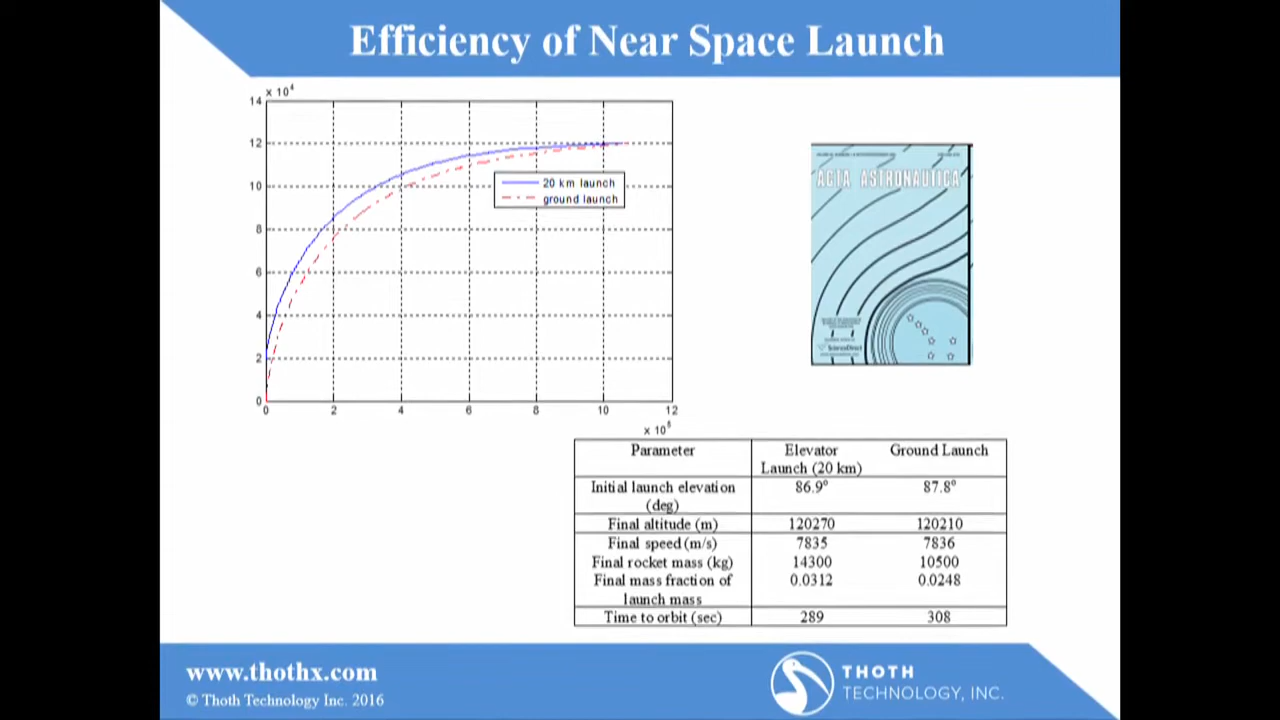 Efficiency of Near Space Launch
x 10⁴
14
12
10
8
6
4
2
0
0 2 4 6 8 10 12
x 10⁵
20 km launch
ground launch
ACTA ASTRONAUTICA
ScienceDirect
Parameter Elevator Launch (20 km) Ground Launch
Initial launch elevation (deg) 86.9° 87.8°
Final altitude (m) 120270 120210
Final speed (m/s) 7835 7836
Final rocket mass (kg) 14300 10500
Final mass fraction of launch mass 0.0312 0.0248
Time to orbit (sec) 289 308
www.thothx.com
© Thoth Technology Inc. 2016
THOTH
TECHNOLOGY, INC.